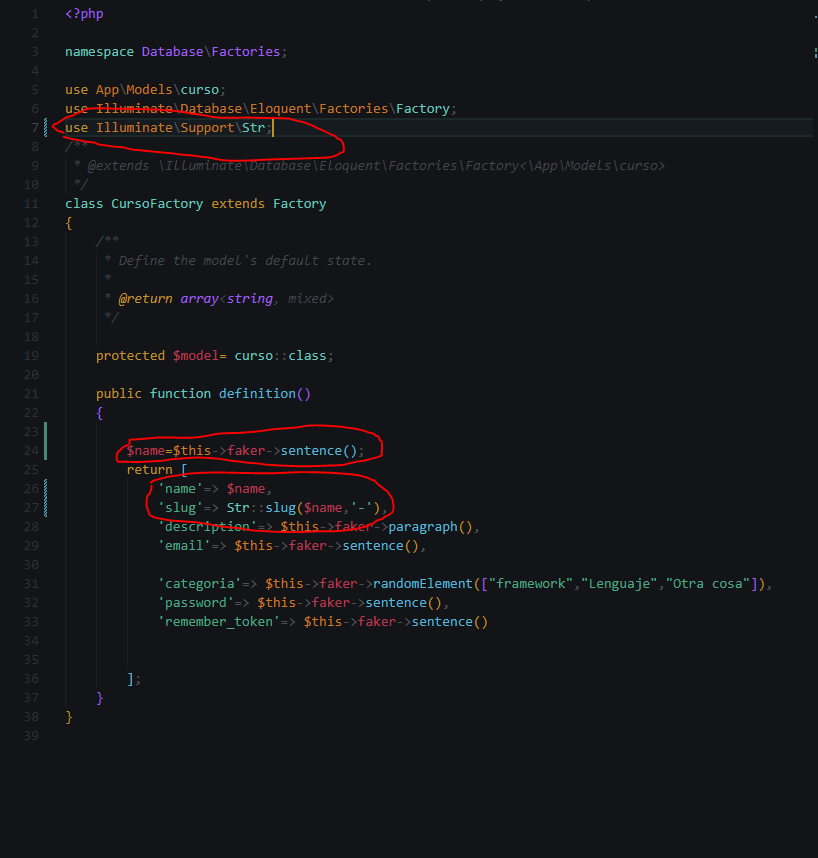 1 <?php
2
3 namespace Database\Factories;
4
5 use App\Models\curso;
6 use Illuminate\Database\Eloquent\Factories\Factory;
7 use Illuminate\Support\Str;
8 /**
9 * @extends \Illuminate\Database\Eloquent\Factories\Factory<\App\Models\curso>
10 */
11 class CursoFactory extends Factory
12 {
13 /**
14 * Define the model's default state.
15 *
16 * @return array<string, mixed>
17 */
18
19 protected $model= curso::class;
20
21 public function definition()
22 {
23
24 $name=$this->faker->sentence();
25 return [
26 'name'=> $name,
27 'slug'=> Str::slug($name,'-'),
28 'description'=> $this->faker->paragraph(),
29 'email'=> $this->faker->sentence(),
30
31 'categoria'=> $this->faker->randomElement(["framework","Lenguaje","Otra cosa"]),
32 'password'=> $this->faker->sentence(),
33 'remember_token'=> $this->faker->sentence()
34
35
36 ];
37 }
38 }
39